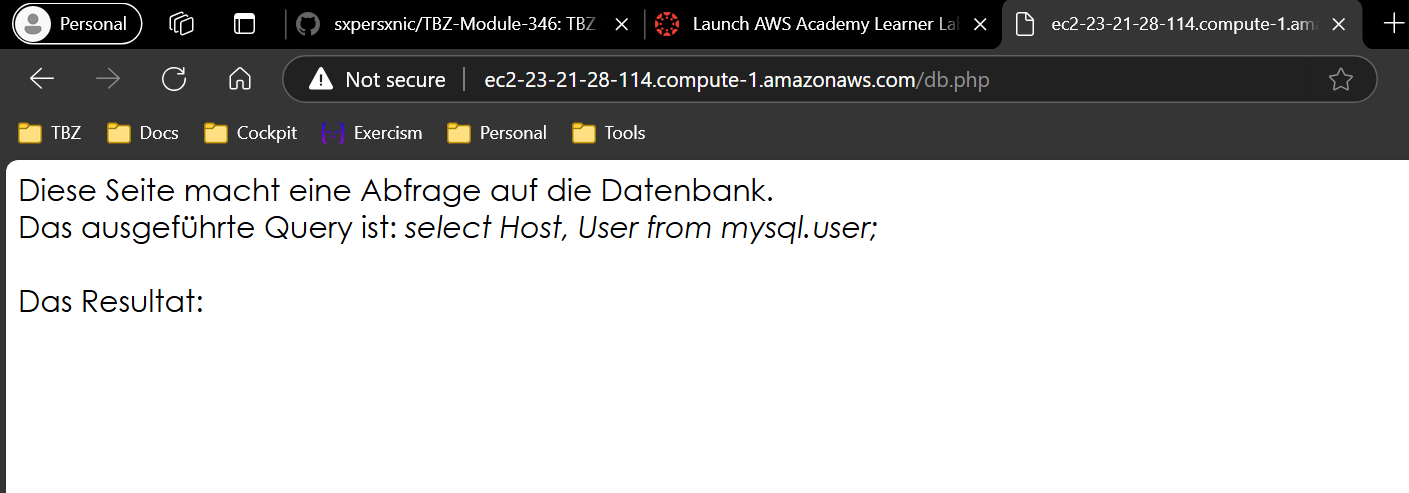 Personal
sxpersxnic/TBZ-Module-346: TBZ
Launch AWS Academy Learner La
ec2-23-21-28-114.compute-1.am
Not secure
ec2-23-21-28-114.compute-1.amazonaws.com/db.php
TBZ
Docs
Cockpit
Exercism
Personal
Tools
Diese Seite macht eine Abfrage auf die Datenbank.
Das ausgeführte Query ist: select Host, User from mysql.user;
Das Resultat: